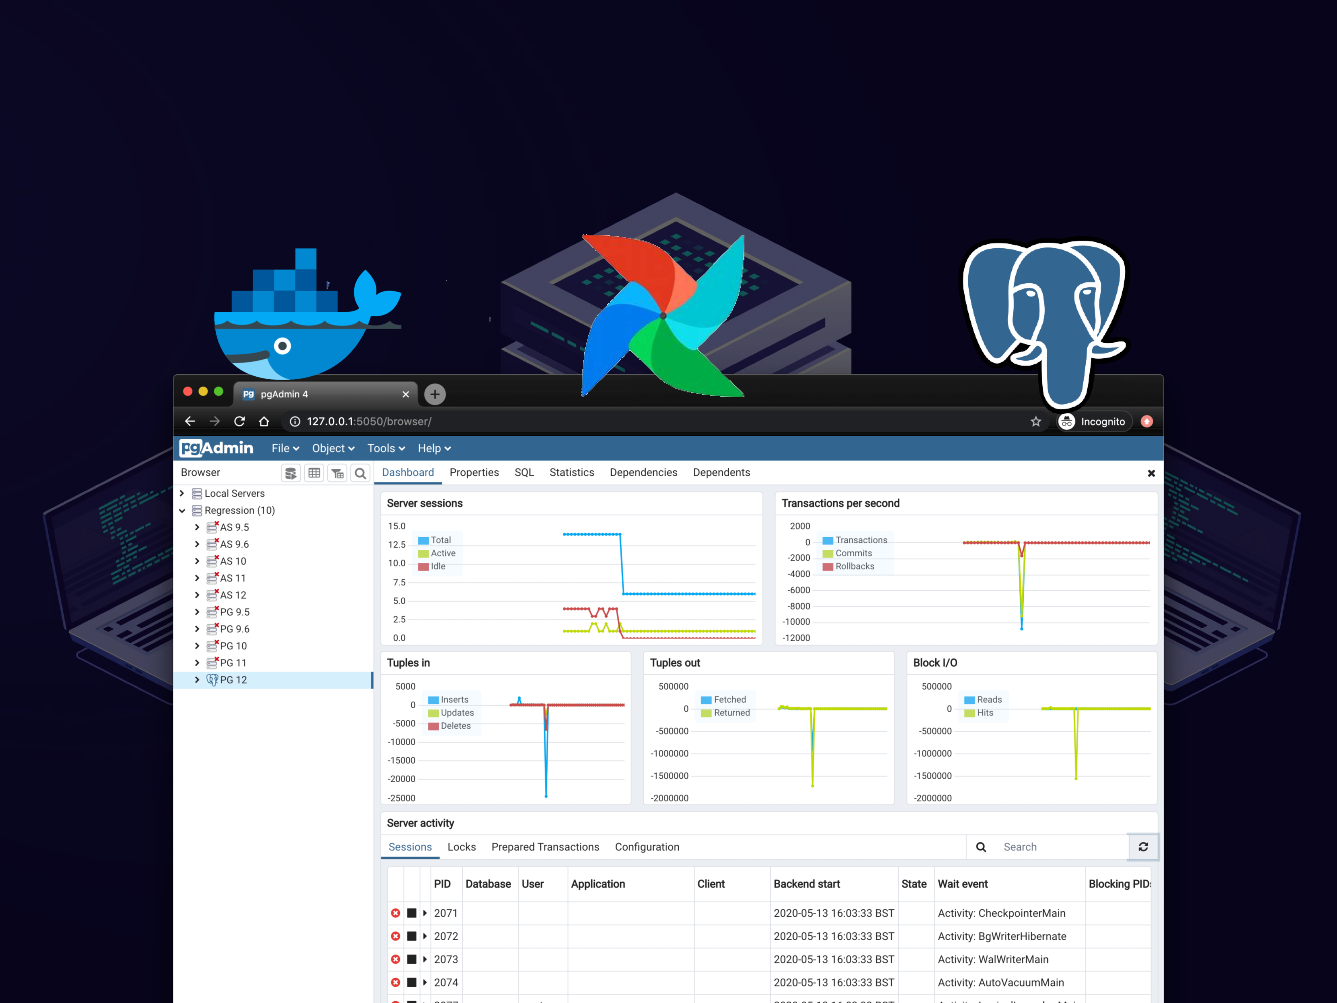 pgAdmin 4
127.0.0.1:5050/browser/
Incognito
pgAdmin File Object Tools Help
Browser
Dashboard Properties SQL Statistics Dependencies Dependents
Local Servers
Regression (10)
AS 9.5
AS 9.6
AS 10
AS 11
AS 12
PG 9.5
PG 9.6
PG 10
PG 11
PG 12
Server sessions
15.0
12.5
10.0
7.5
5.0
2.5
0.0
Total
Active
Idle
Transactions per second
2000
0
-2000
-4000
-6000
-8000
-10000
-12000
Transactions
Commits
Rollbacks
Tuples in
5000
0
-5000
-10000
-15000
-20000
-25000
Inserts
Updates
Deletes
Tuples out
500000
0
-500000
-1000000
-1500000
-2000000
Fetched
Returned
Block I/O
500000
0
-500000
-1000000
-1500000
-2000000
Reads
Hits
Server activity
Sessions Locks Prepared Transactions Configuration
Search
PID Database User Application Client Backend start State Wait event Blocking PIDs
2071 2020-05-13 16:03:33 BST Activity: CheckpointerMain
2072 2020-05-13 16:03:33 BST Activity: BgWriterHibernate
2073 2020-05-13 16:03:33 BST Activity: WalWriterMain
2074 2020-05-13 16:03:33 BST Activity: AutoVacuumMain